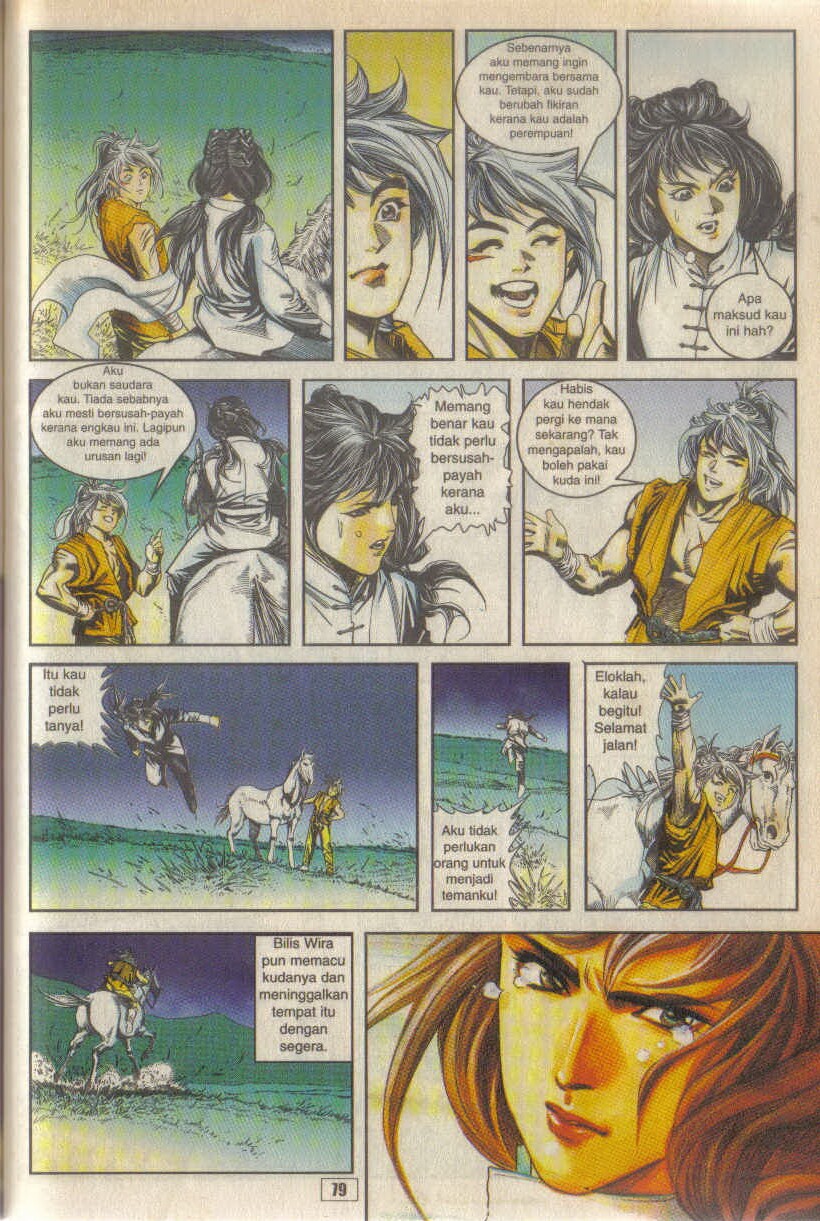 Sebenarnya
aku memang ingin
mengembara bersama
kau. Tetapi, aku sudah
berubah fikiran
kerana kau adalah
perempuan!
Apa
maksud kau
ini hah?
Aku
bukan saudara
kau. Tiada sebabnya
aku mesti bersusah-payah
kerana engkau ini. Lagipun
aku memang ada
urusan lagi!
Memang
benar kau
tidak perlu
bersusah-
payah
kerana
aku...
Habis
kau hendak
pergi ke mana
sekarang? Tak
mengapalah, kau
boleh pakai
kuda ini!
Itu kau
tidak
perlu
tanya!
Aku tidak
perlukan
orang untuk
menjadi
temanku!
Eloklah,
kalau
begitu!
Selamat
jalan!
Bilis Wira
pun memacu
kudanya dan
meninggalkan
tempat itu
dengan
segera.
79